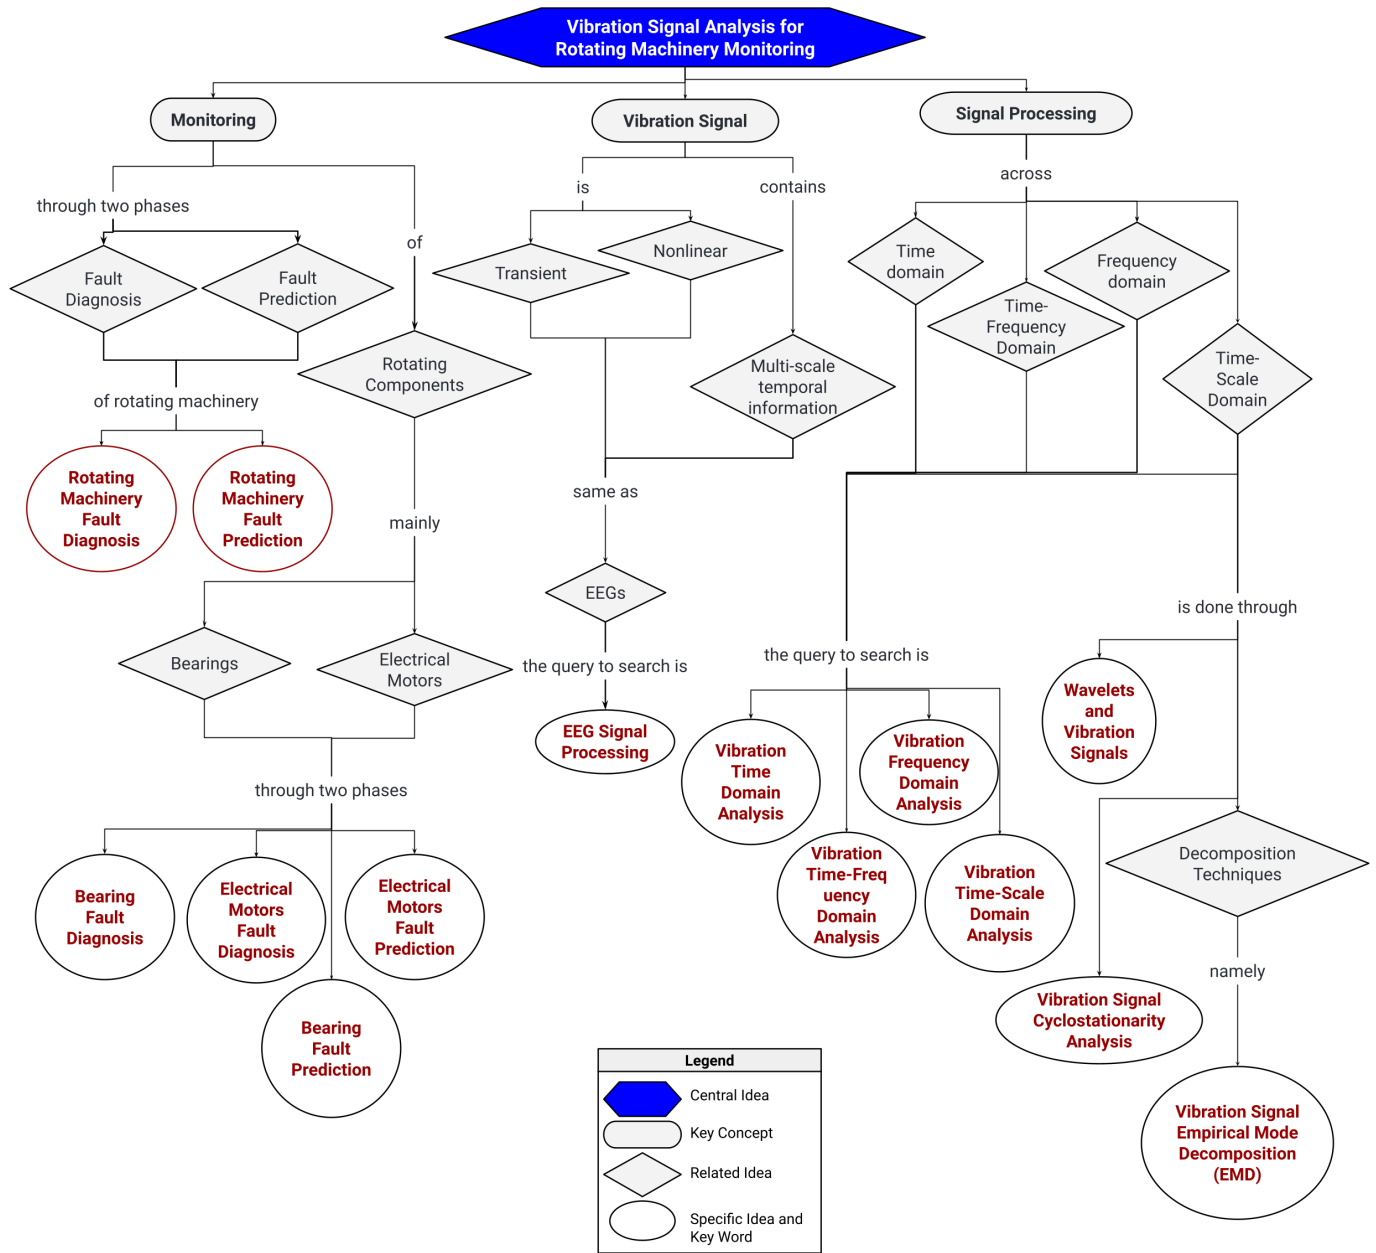 Vibration Signal Analysis for
Rotating Machinery Monitoring
Monitoring
Vibration Signal
Signal Processing
through two phases
of
is
contains
across
Fault
Diagnosis
Fault
Prediction
Transient
Nonlinear
Time
domain
Time-
Frequency
Domain
Frequency
domain
Time-
Scale
Domain
Rotating
Components
Multi-scale
temporal
information
of rotating machinery
Rotating
Machinery
Fault
Diagnosis
Rotating
Machinery
Fault
Prediction
mainly
same as
EEGs
is done through
Bearings
Electrical
Motors
the query to search is
the query to search is
EEG Signal
Processing
Wavelets
and
Vibration
Signals
Vibration
Time
Domain
Analysis
Vibration
Frequency
Domain
Analysis
through two phases
Vibration
Time-Freq
uency
Domain
Analysis
Vibration
Time-Scale
Domain
Analysis
Decomposition
Techniques
Bearing
Fault
Diagnosis
Electrical
Motors
Fault
Diagnosis
Electrical
Motors
Fault
Prediction
namely
Bearing
Fault
Prediction
Vibration Signal
Cyclostationarity
Analysis
Vibration Signal
Empirical Mode
Decomposition
(EMD)
Legend
Central Idea
Key Concept
Related Idea
Specific Idea and
Key Word